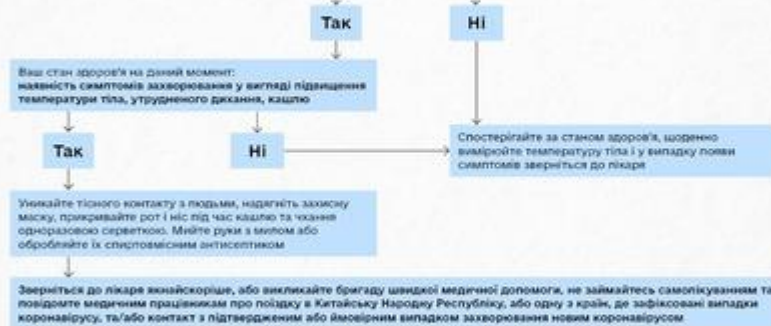 Так
Ні
Ваш стан здоров'я на даний момент:
наявність симптомів захворювання у вигляді підвищення
температури тіла, утрудненого дихання, кашлю
Так
Ні
Спостерігайте за станом здоров'я, щоденно
вимірюйте температуру тіла і у випадку появи
симптомів зверніться до лікаря
Уникайте тісного контакту з людьми, надягніть захисну
маску, прикривайте рот і ніс під час кашлю та чхання
одноразовою серветкою. Мийте руки з милом або
обробляйте їх спиртовмісним антисептиком
Зверніться до лікаря якнайскоріше, або викликайте бригаду швидкої медичної допомоги, не займайтесь самолікуванням та
повідомте медичним працівникам про поїздку в Китайську Народну Республіку, або одну з країн, де зафіксовані випадки
коронавірусу, та/або контакт з підтвердженим або ймовірним випадком захворювання новим коронавірусом